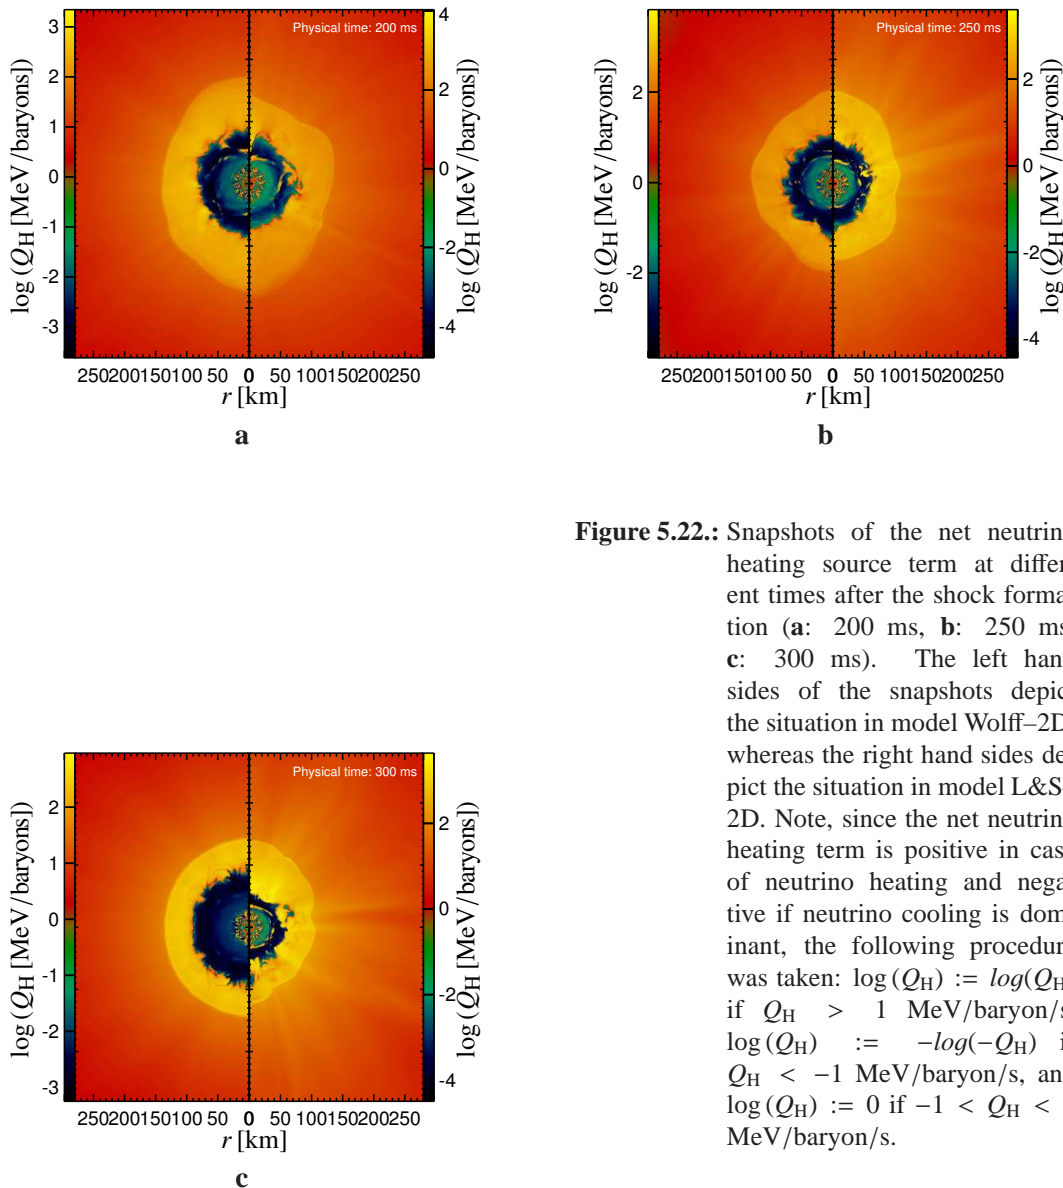 Physical time: 200 ms
3
2
1
0
-1
-2
-3
log (QH [MeV/baryons])
4
2
0
-2
-4
log (QH [MeV/baryons])
250200150100 50 0 50 100150200250
r [km]
a
Physical time: 250 ms
2
0
-2
log (QH [MeV/baryons])
2
0
-2
-4
log (QH [MeV/baryons])
250200150100 50 0 50 100150200250
r [km]
b
Physical time: 300 ms
2
1
0
-1
-2
-3
log (QH [MeV/baryons])
2
0
-2
-4
log (QH [MeV/baryons])
250200150100 50 0 50 100150200250
r [km]
c
Figure 5.22.: Snapshots of the net neutrin
heating source term at differ
ent times after the shock forma
tion (a: 200 ms, b: 250 ms
c: 300 ms). The left han
sides of the snapshots depic
the situation in model Wolff–2D
whereas the right hand sides de
pict the situation in model L&S
2D. Note, since the net neutrin
heating term is positive in cas
of neutrino heating and nega
tive if neutrino cooling is dom
inant, the following procedur
was taken: log (QH) := log(QH
if QH > 1 MeV/baryon/s
log (QH) := −log(−QH) i
QH < −1 MeV/baryon/s, an
log (QH) := 0 if −1 < QH <
MeV/baryon/s.